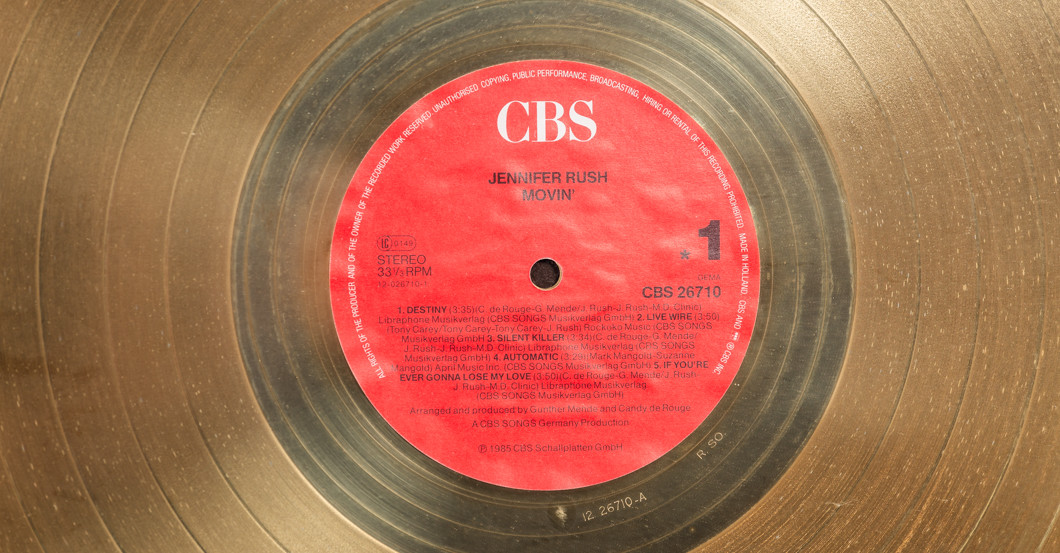 ALL RIGHTS OF THE PRODUCER AND OF THE OWNER OF THE RECORDED WORK RESERVED. UNAUTHORISED COPYING, PUBLIC PERFORMANCE, BROADCASTING, HIRING OR RENTAL OF THIS RECORDING PROHIBITED. MADE IN HOLLAND. CBS AND ℗ CBS INC.
CBS
JENNIFER RUSH
MOVIN'
LC 0149
STEREO
33⅓ RPM
12-026710-1
* 1
GEMA
CBS 26710
1. DESTINY (3:35)(C. de Rouge-G. Mende-J. Rush-J. Rush-M.D. Clinic)
Libraphone Musikverlag (CBS SONGS Musikverlag GmbH) 2. LIVE WIRE (3:50)
(Tony Carey/Tony Carey-Tony Carey-J. Rush) Rockoko Music (CBS SONGS
Musikverlag GmbH 3. SILENT KILLER (3:34)(C. de Rouge-G. Mende-
J. Rush-J. Rush-M.D. Clinic) Libraphone Musikverlag (CBS SONGS
Musikverlag GmbH) 4. AUTOMATIC (3:29)(Mark Mangold-Suzanne
Mangold) April Music Inc. (CBS SONGS Musikverlag GmbH) 5. IF YOU'RE
EVER GONNA LOSE MY LOVE (3:50)(C. de Rouge-G. Mende-J. Rush-
J. Rush-M.D. Clinic) Libraphone Musikverlag
(CBS SONGS Musikverlag GmbH)
Arranged and produced by Gunther Mende and Candy de Rouge
A CBS SONGS Germany Production
℗ 1985 CBS Schallplatten GmbH
R. SO.
12 26710-A